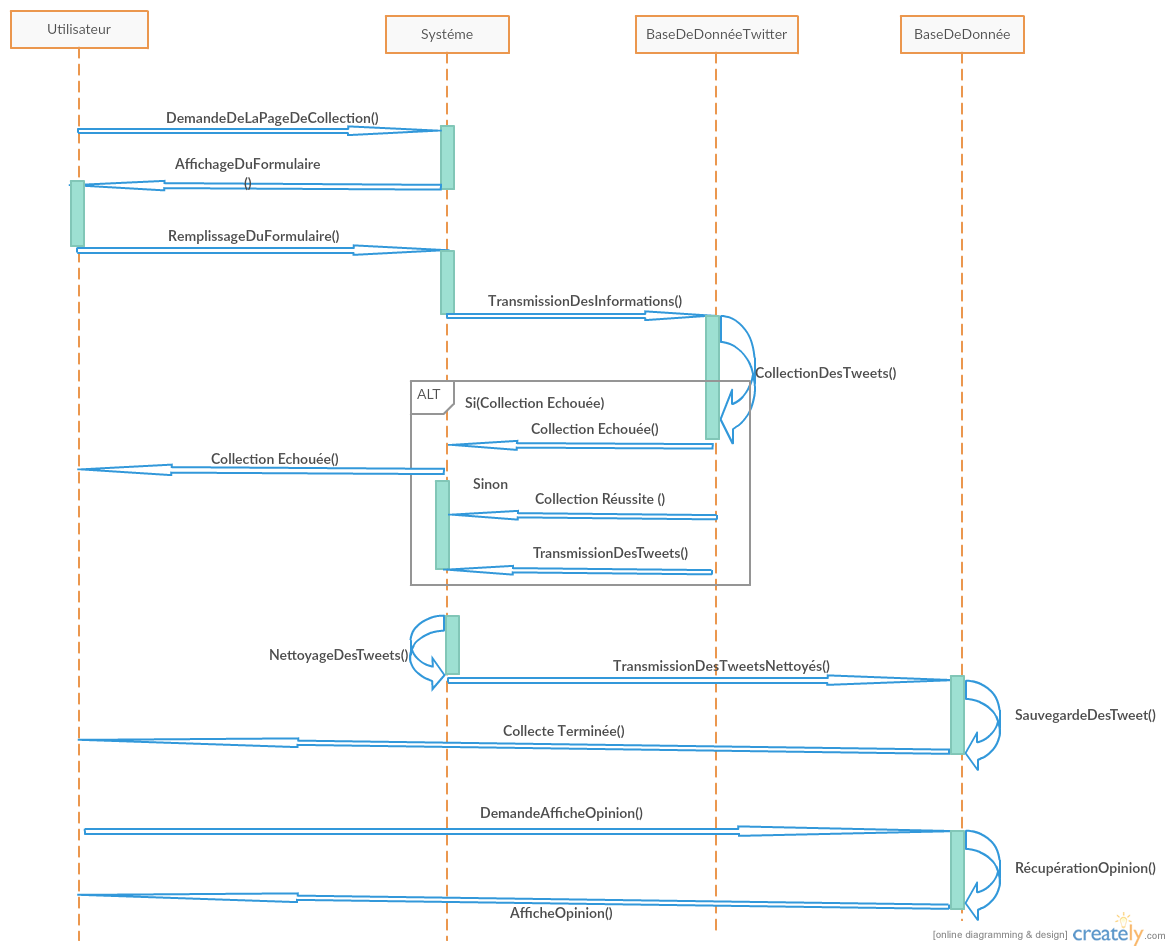 Utilisateur
Systéme
BaseDeDonnéeTwitter
BaseDeDonnée
DemandeDeLaPageDeCollection()
AffichageDuFormulaire
()
RemplissageDuFormulaire()
TransmissionDesInformations()
CollectionDesTweets()
ALT
Si(Collection Echouée)
Collection Echouée()
Collection Echouée()
Sinon
Collection Réussite ()
TransmissionDesTweets()
NettoyageDesTweets()
TransmissionDesTweetsNettoyés()
SauvegardeDesTweet()
Collecte Terminée()
DemandeAfficheOpinion()
RécupérationOpinion()
AfficheOpinion()
[online diagramming & design] creately.com